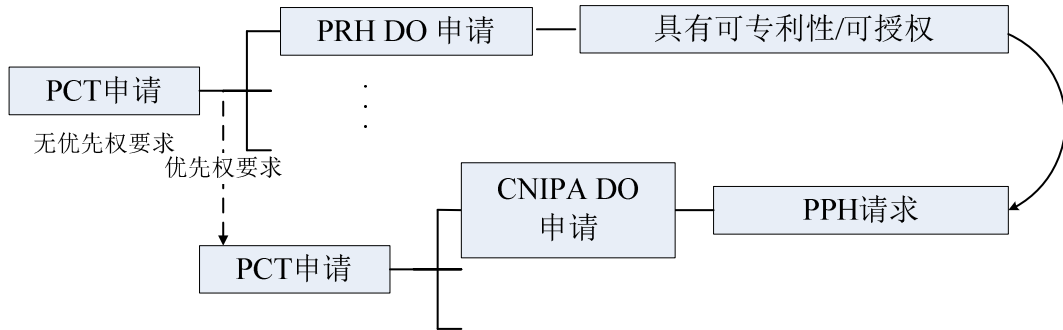 PRH DO 申请
具有可专利性/可授权
PCT申请
无优先权要求
优先权要求
CNIPA DO
申请
PPH请求
PCT申请